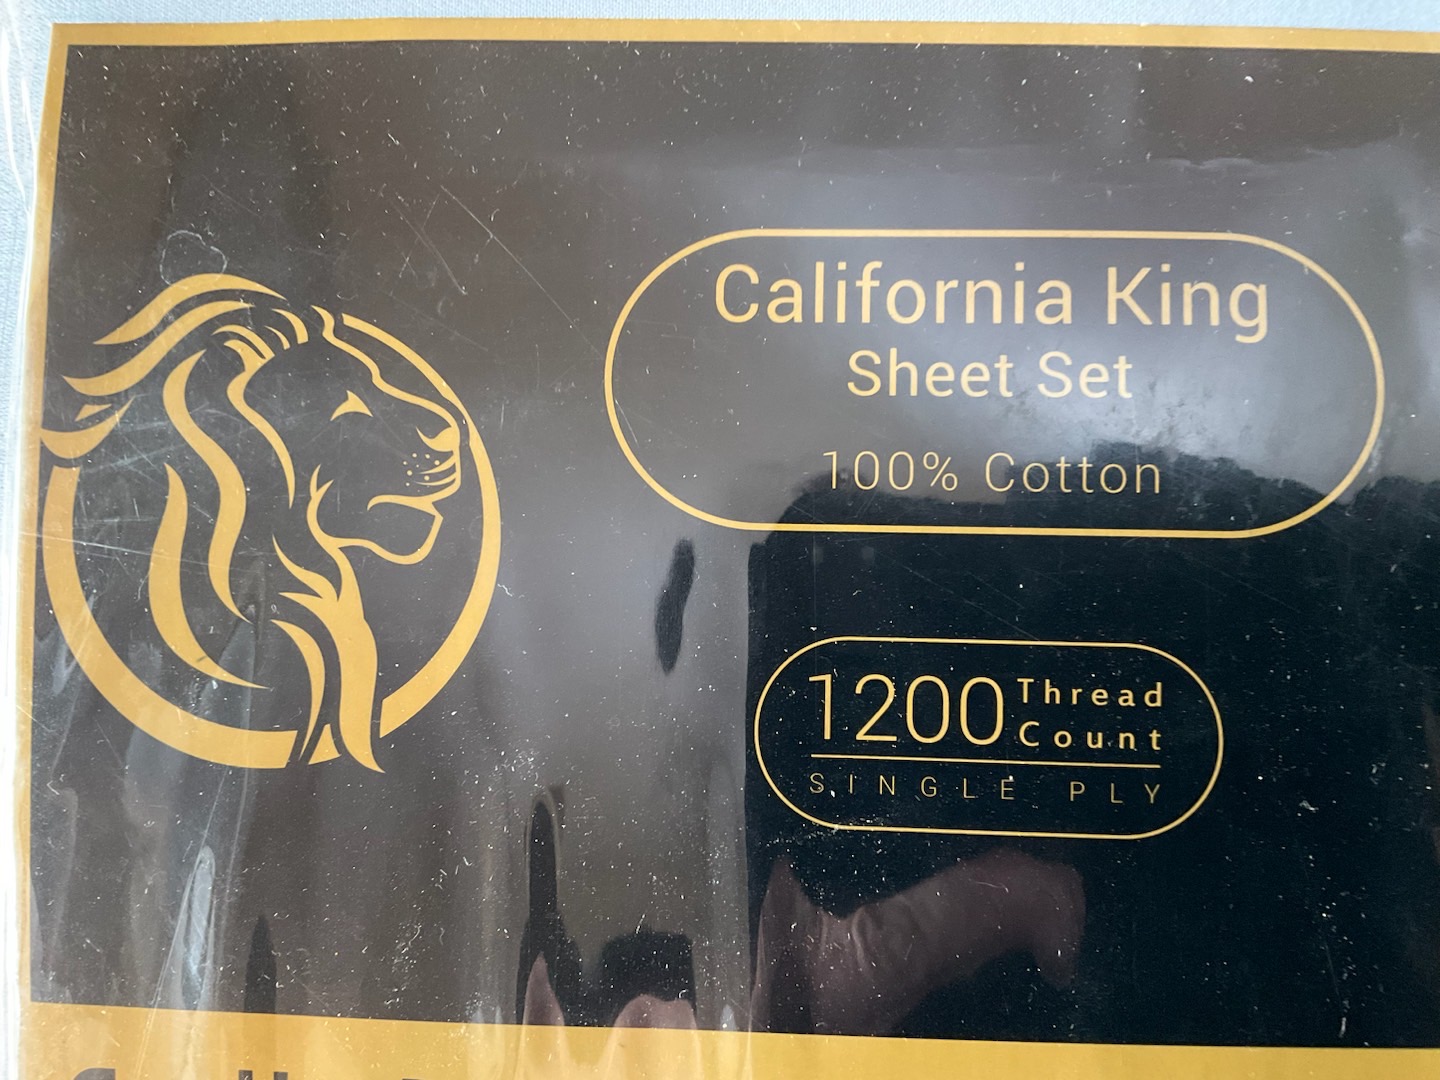 California King
Sheet Set
100% Cotton
1200 Thread
Count
SINGLE PLY